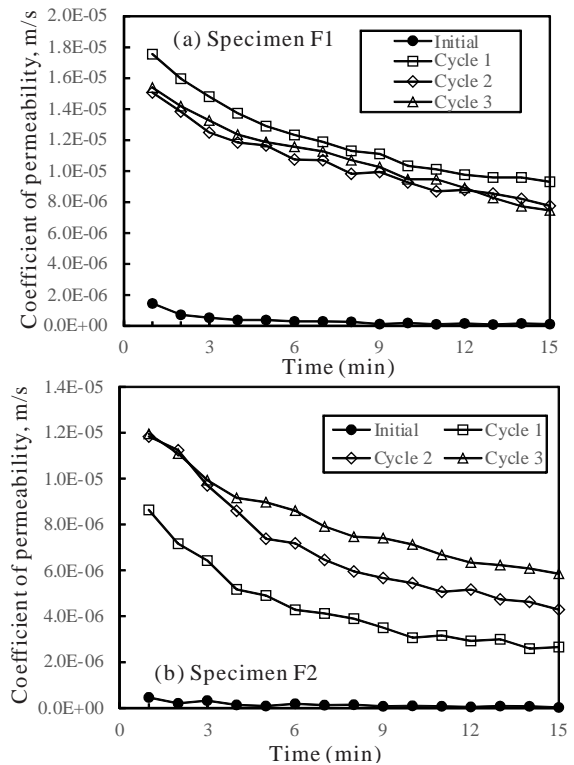 Coefficient of permeability, m/s
2.0E-05
1.8E-05
1.6E-05
1.4E-05
1.2E-05
1.0E-05
8.0E-06
6.0E-06
4.0E-06
2.0E-06
0.0E+00
(a) Specimen F1
Initial
Cycle 1
Cycle 2
Cycle 3
0 3 6 9 12 15
Time (min)
Coefficient of permeability, m/s
1.4E-05
1.2E-05
1.0E-05
8.0E-06
6.0E-06
4.0E-06
2.0E-06
0.0E+00
Initial Cycle 1
Cycle 2 Cycle 3
(b) Specimen F2
0 3 6 9 12 15
Time (min)